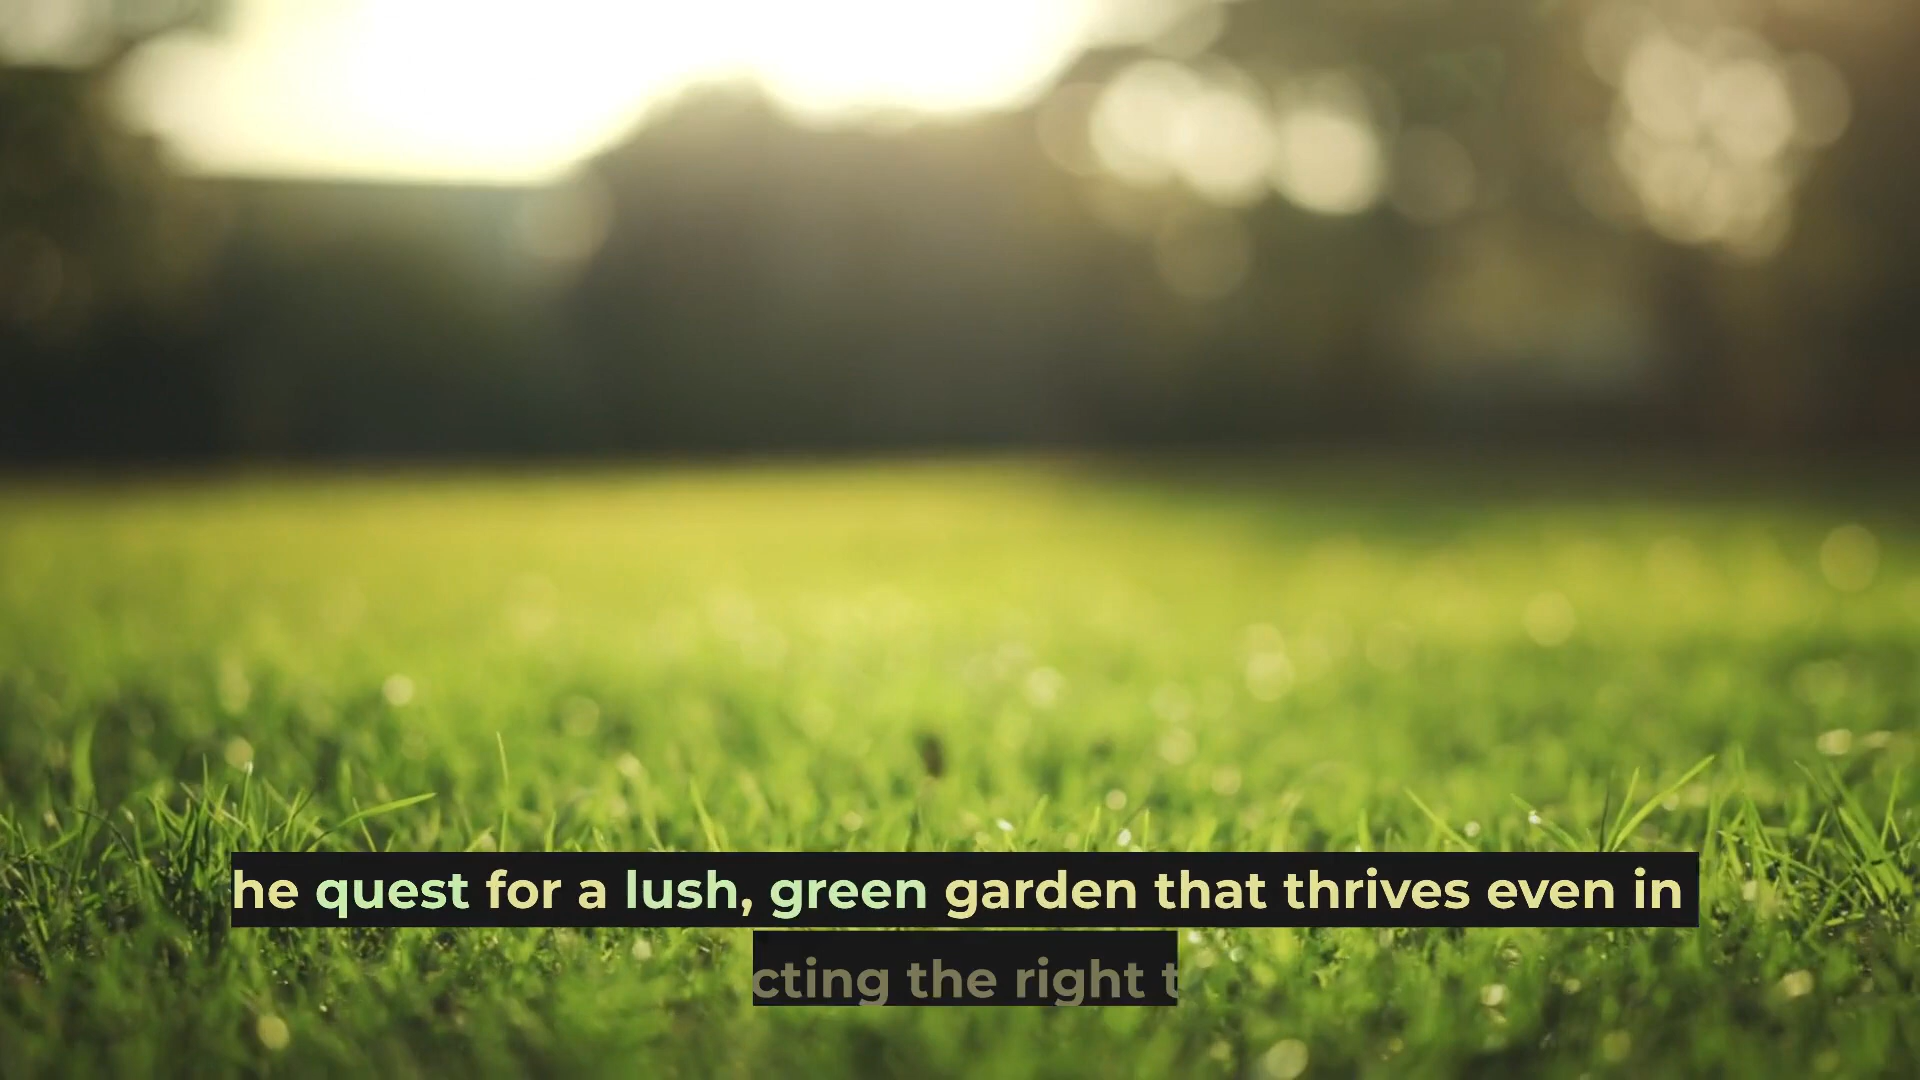 he quest for a lush, green garden that thrives even in
cting the right t